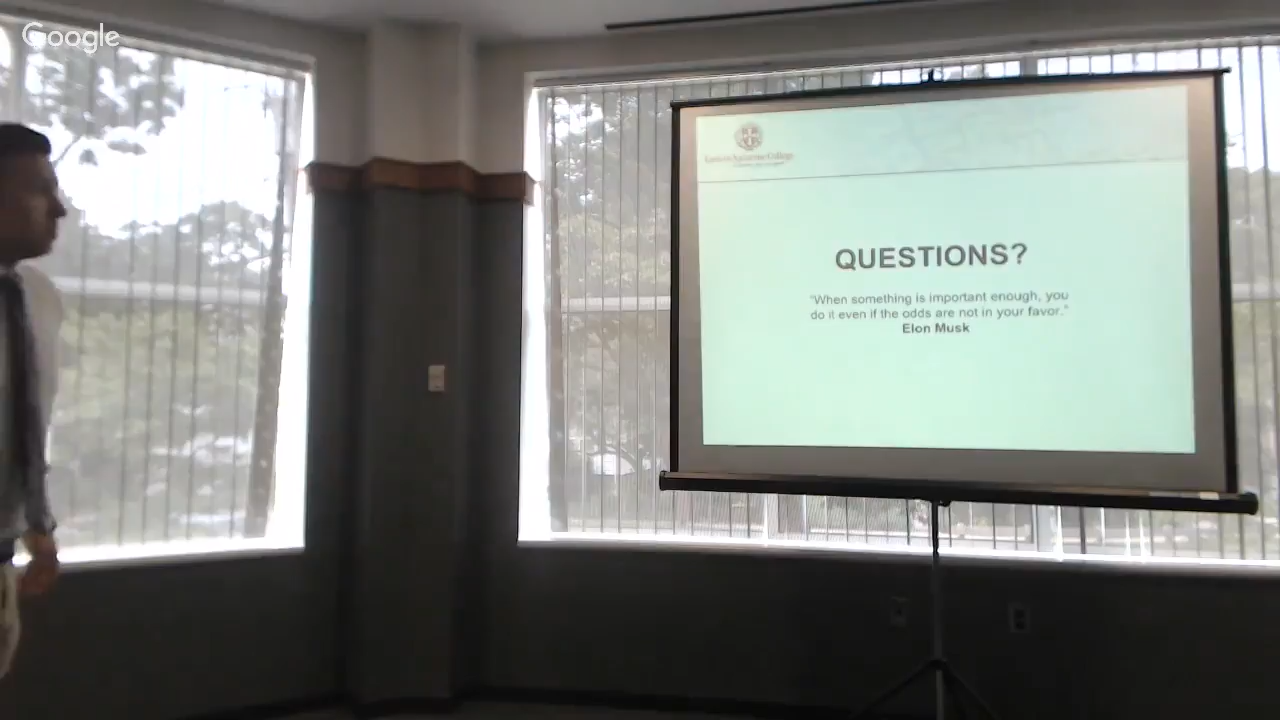 Google
College
QUESTIONS?
"When something is important enough, you
do it even if the odds are not in your favor."
Elon Musk